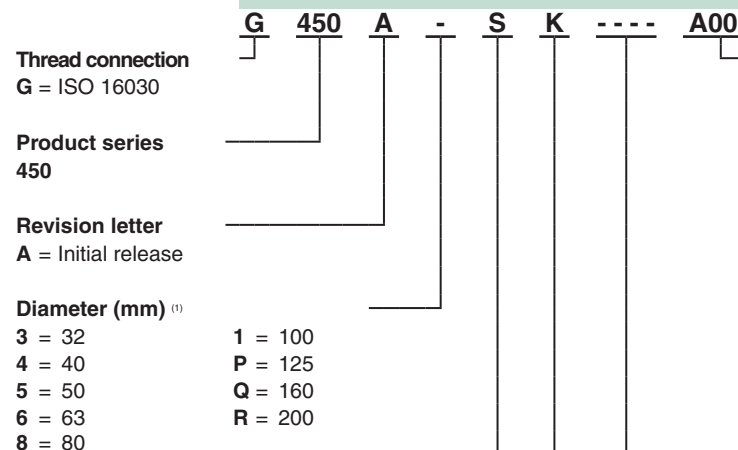 G 450 A - S K - - - - A00
Thread connection
G = ISO 16030
Product series
450
Revision letter
A = Initial release
Diameter (mm) (1)
3 = 32
4 = 40
5 = 50
6 = 63
8 = 80
1 = 100
P = 125
Q = 160
R = 200